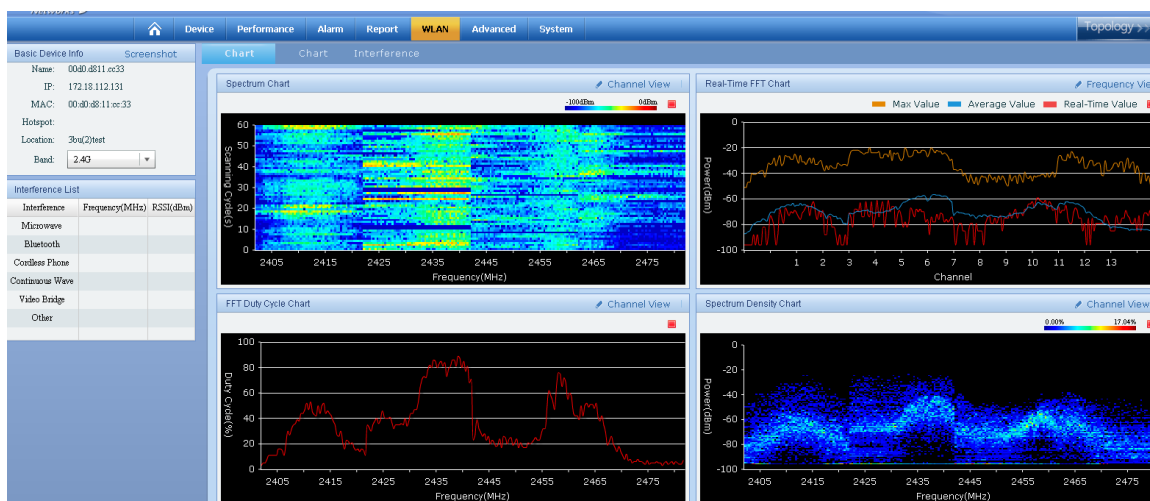 Networks
Device Performance Alarm Report WLAN Advanced System
Topology >>
Basic Device Info Screenshot
Name: 00d0.d811.cc33
IP: 172.18.112.131
MAC: 00:d0:d8:11:cc:33
Hotspot:
Location: 3bu(2)test
Band: 2.4G
Interference List
Interference Frequency(MHz) RSSI(dBm)
Microwave
Bluetooth
Cordless Phone
Continuous Wave
Video Bridge
Other
Chart Chart Interference
Spectrum Chart Channel View
-100dBm 0dBm
Scanning Cycle(s)
60
50
40
30
20
10
0
2405 2415 2425 2435 2445 2455 2465 2475
Frequency(MHz)
Real-Time FFT Chart Frequency Vie
Max Value Average Value Real-Time Value
Power(dBm)
0
-20
-40
-60
-80
-100
1 2 3 4 5 6 7 8 9 10 11 12 13
Channel
FFT Duty Cycle Chart Channel View
Duty Cycle(%)
100
80
60
40
20
0
2405 2415 2425 2435 2445 2455 2465 2475
Frequency(MHz)
Spectrum Density Chart Channel View
0.00% 17.04%
Power(dBm)
0
-20
-40
-60
-80
-100
2405 2415 2425 2435 2445 2455 2465 2475
Frequency(MHz)